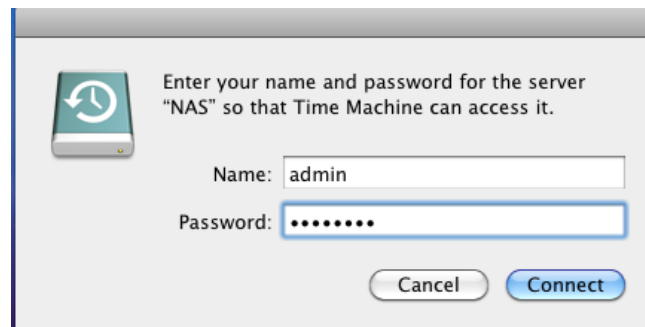 Enter your name and password for the server
“NAS” so that Time Machine can access it.
Name: admin
Password: ••••••••
Cancel Connect